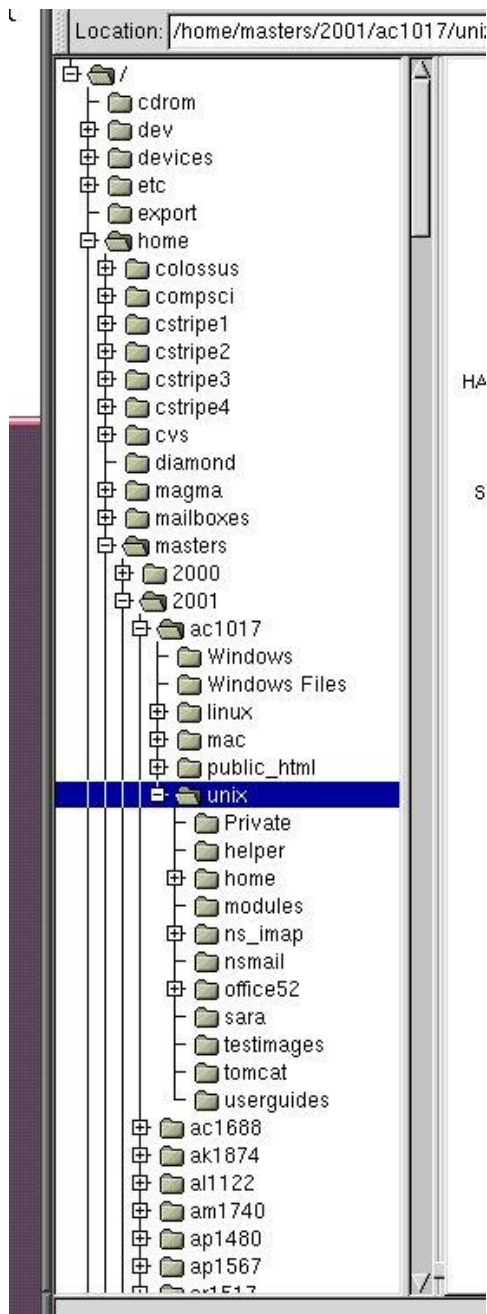 Location: /home/masters/2001/ac1017/uni
/
cdrom
dev
devices
etc
export
home
colossus
compsci
cstripe1
cstripe2
cstripe3
cstripe4
cvs
diamond
magma
mailboxes
masters
2000
2001
ac1017
Windows
Windows Files
linux
mac
public_html
unix
Private
helper
home
modules
ns_imap
nsmail
office52
sara
testimages
tomcat
userguides
ac1688
ak1874
al1122
am1740
ap1480
ap1567
HA
S